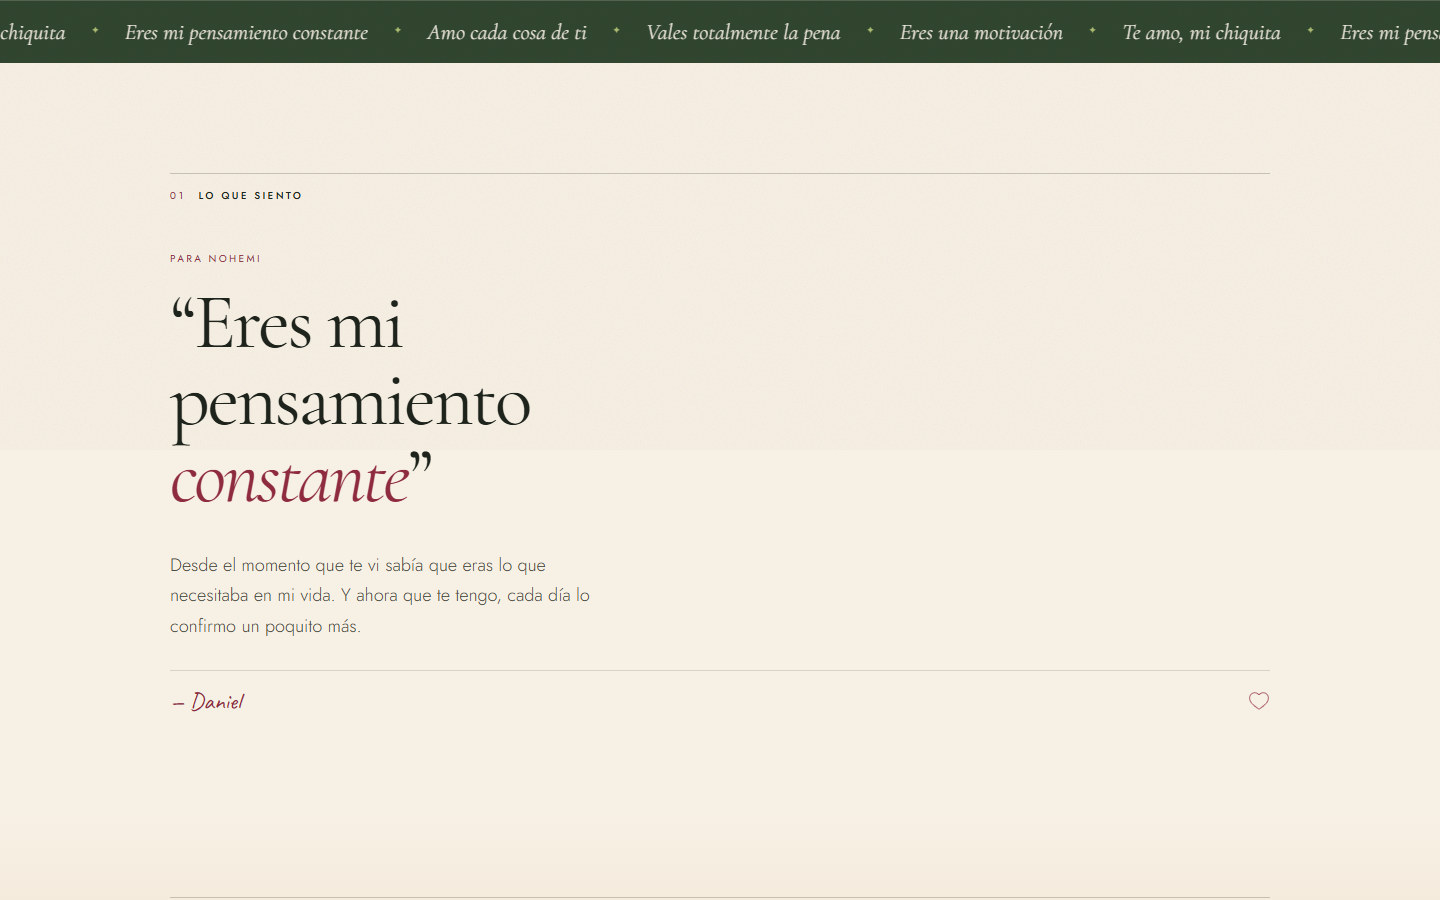 chiquita ✦ Eres mi pensamiento constante ✦ Amo cada cosa de ti ✦ Vales totalmente la pena ✦ Eres una motivación ✦ Te amo, mi chiquita ✦ Eres mi
01 LO QUE SIENTO
PARA NOHEMI
“Eres mi
pensamiento
constante”
Desde el momento que te vi sabía que eras lo que
necesitaba en mi vida. Y ahora que te tengo, cada día lo
confirmo un poquito más.
– Daniel